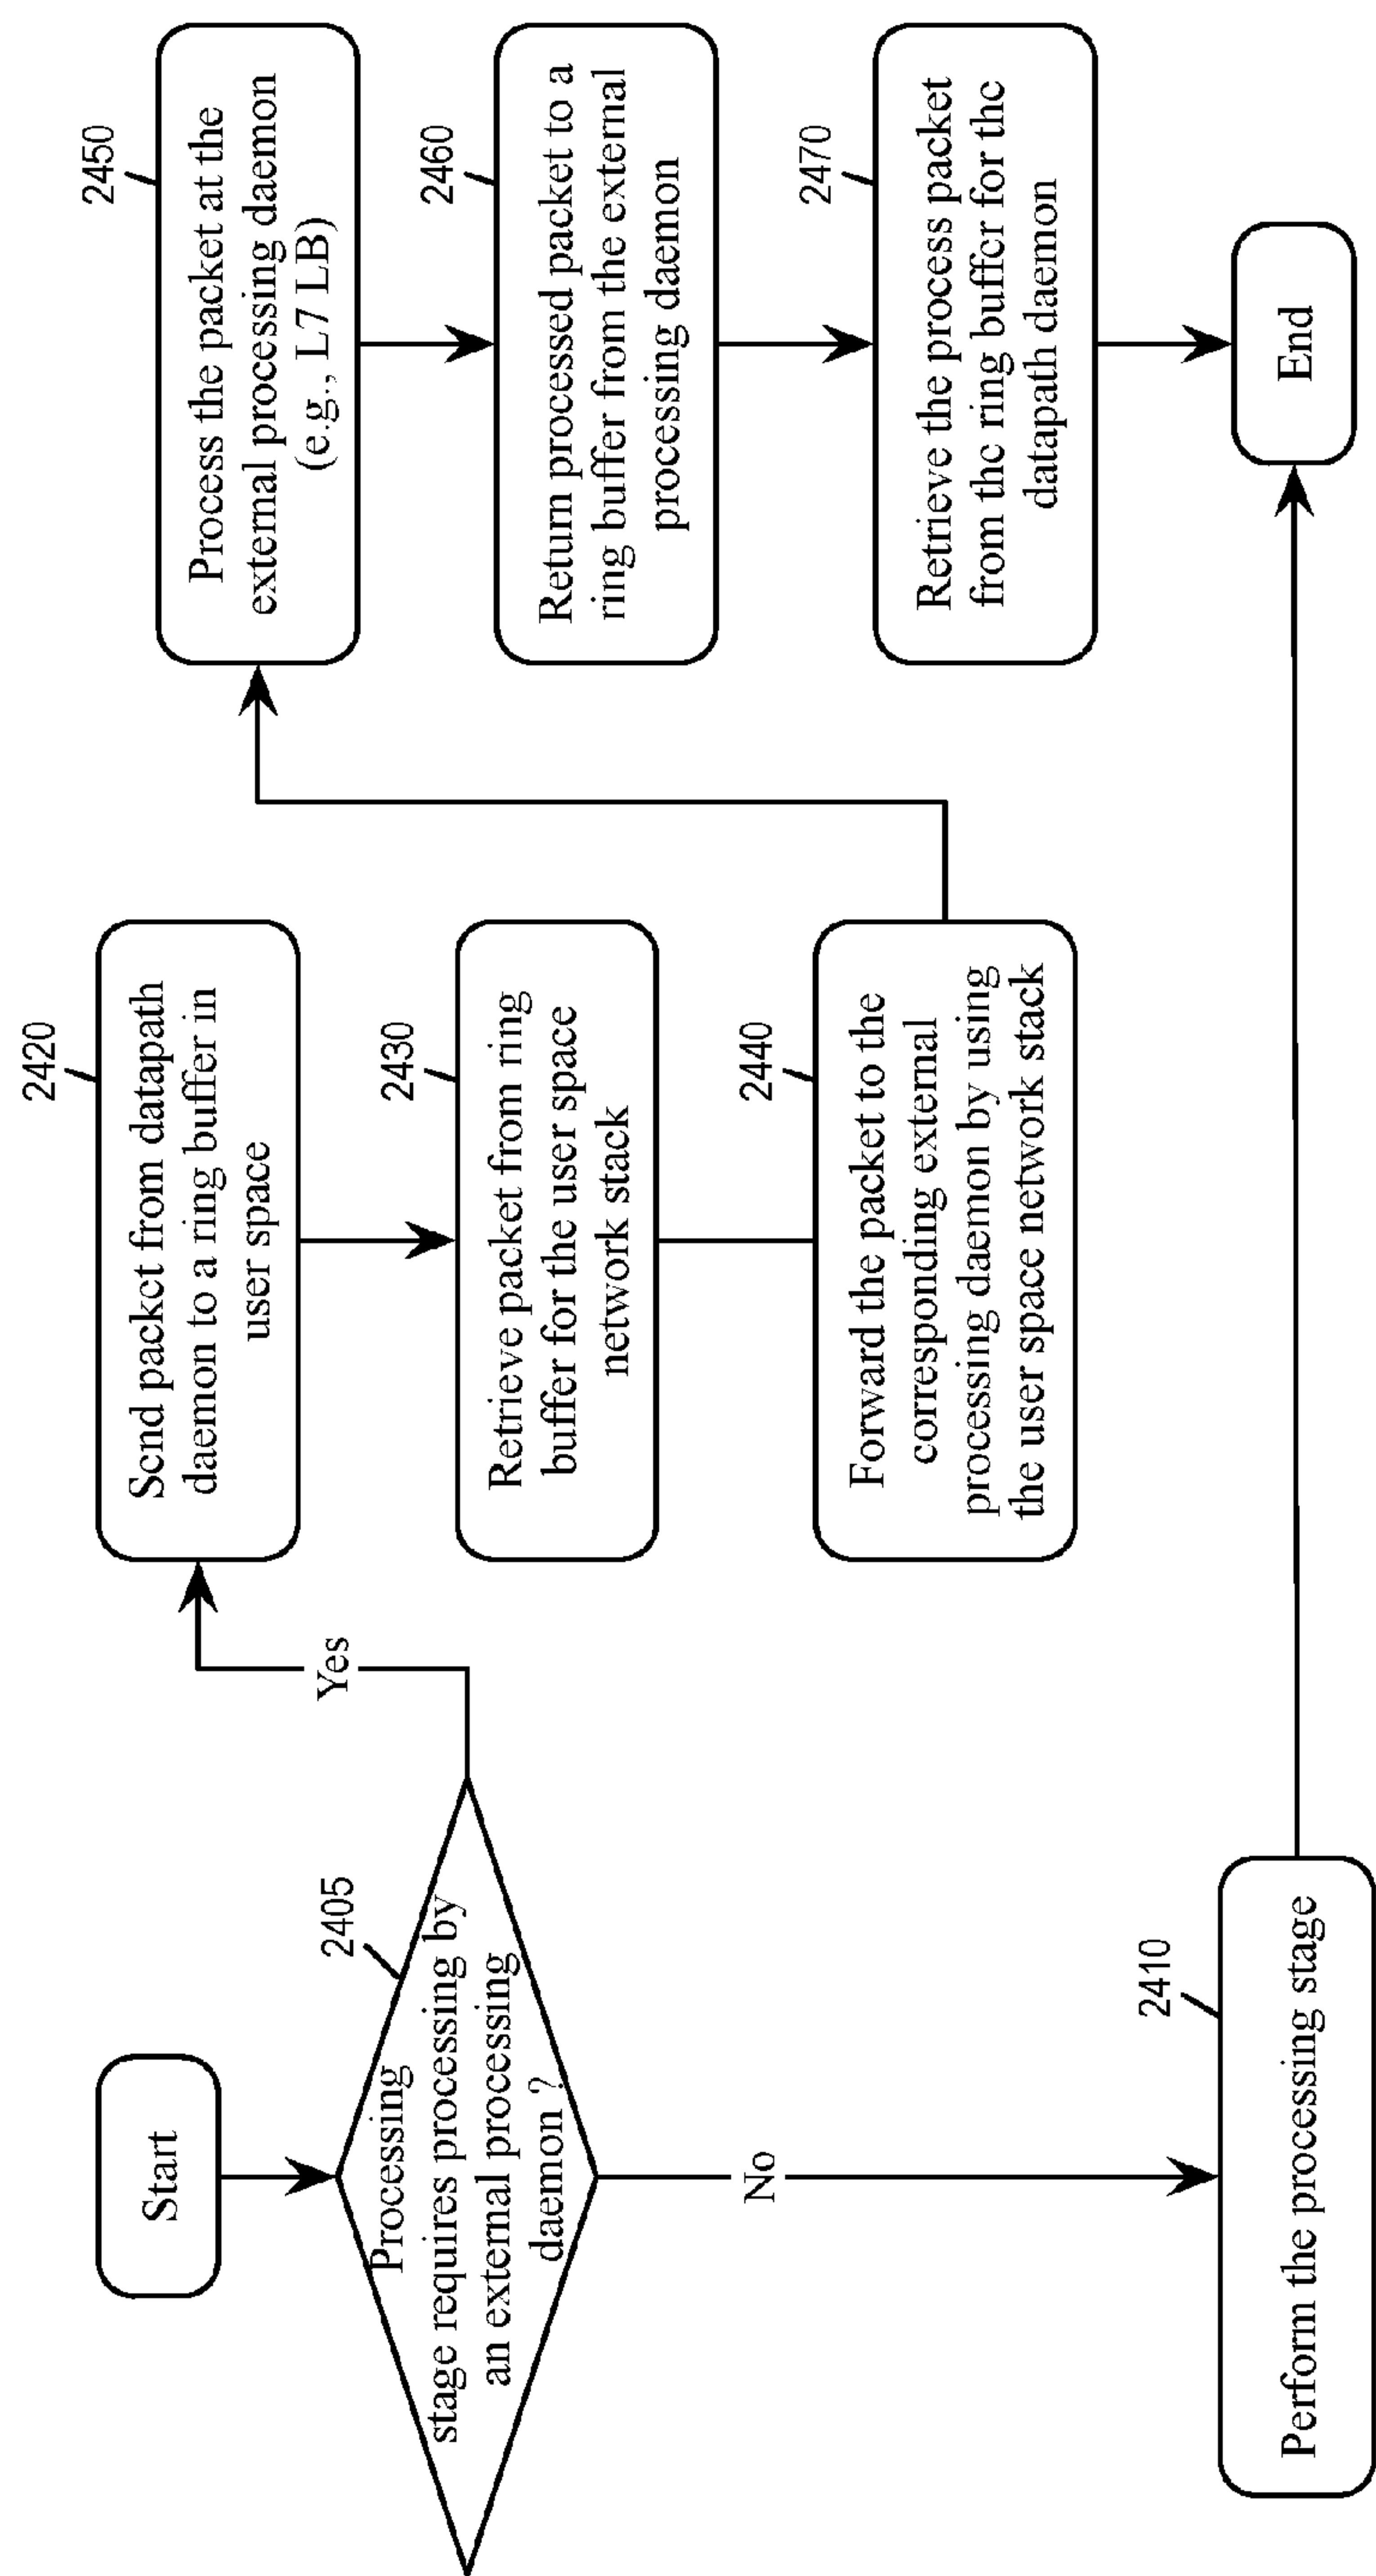 Start
2405
Processing
stage requires processing by
an external processing
daemon ?
Yes
No
2410
Perform the processing stage
2420
Send packet from datapath
daemon to a ring buffer in
user space
2430
Retrieve packet from ring
buffer for the user space
network stack
2440
Forward the packet to the
corresponding external
processing daemon by using
the user space network stack
2450
Process the packet at the
external processing daemon
(e.g., L7 LB)
2460
Return processed packet to a
ring buffer from the external
processing daemon
2470
Retrieve the process packet
from the ring buffer for the
datapath daemon
End